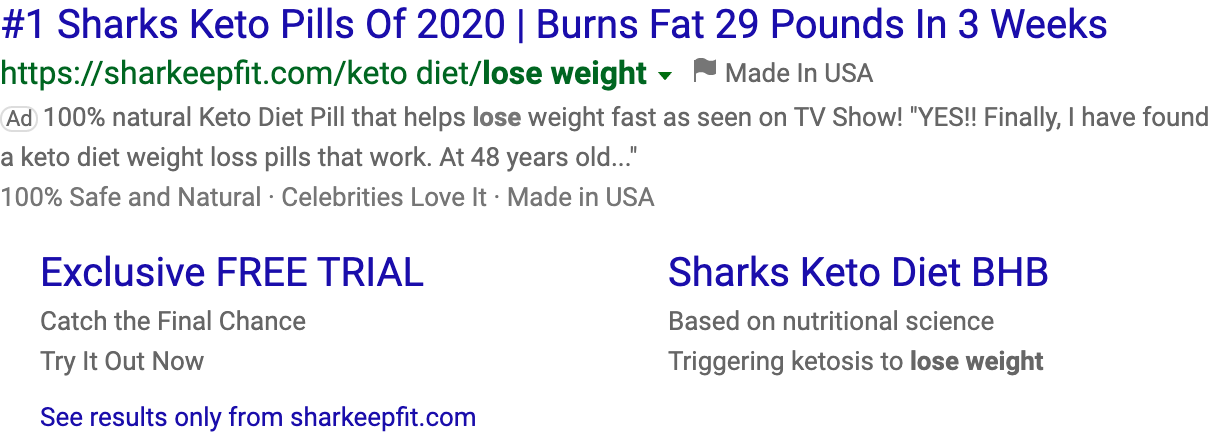 #1 Sharks Keto Pills Of 2020 | Burns Fat 29 Pounds In 3 Weeks
https://sharkeepfit.com/keto diet/lose weight Made In USA
Ad 100% natural Keto Diet Pill that helps lose weight fast as seen on TV Show! "YES!! Finally, I have found
a keto diet weight loss pills that work. At 48 years old..."
100% Safe and Natural · Celebrities Love It · Made in USA
Exclusive FREE TRIAL
Catch the Final Chance
Try It Out Now
Sharks Keto Diet BHB
Based on nutritional science
Triggering ketosis to lose weight
See results only from sharkeepfit.com